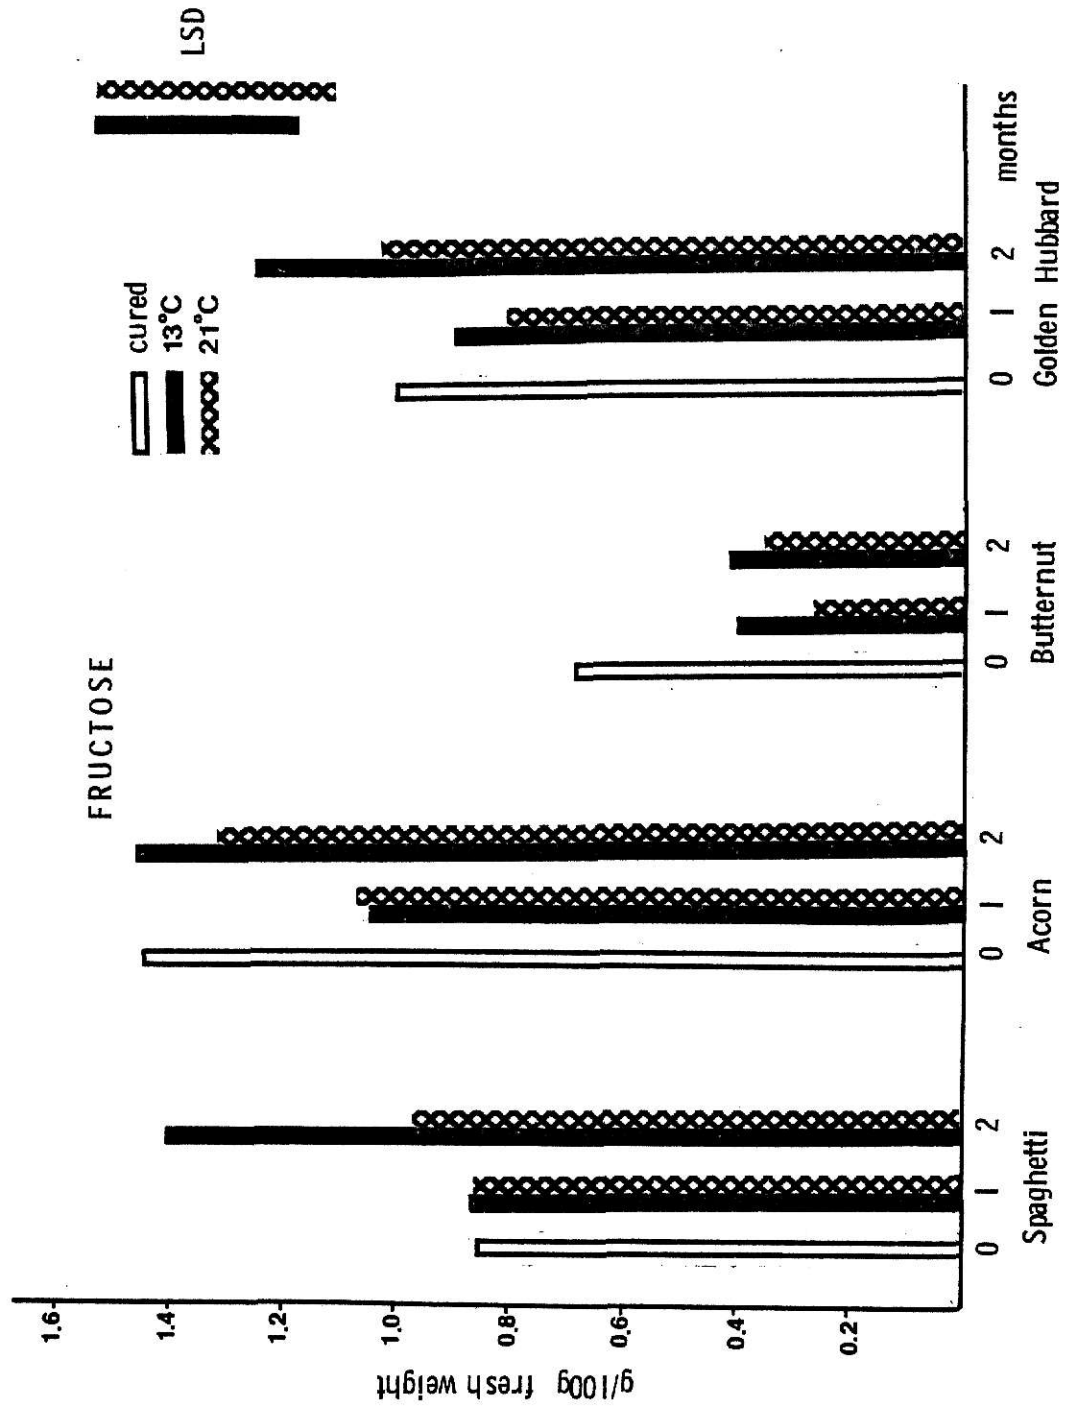 FRUCTOSE
LSD
cured
13°C
21°C
g/100g fresh weight
1.6
1.4
1.2
1.0
0.8
0.6
0.4
0.2
0 1 2 0 1 2 0 1 2 0 1 2 months
Spaghetti Acorn Butternut Golden Hubbard